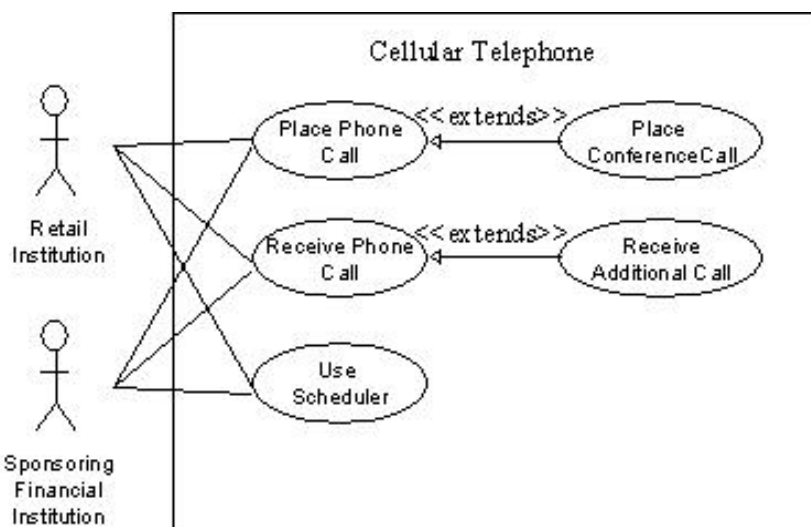 Cellular Telephone
Retail
Institution
Place Phone
Call
<<extends>>
Place
ConferenceCall
Receive Phone
Call
<<extends>>
Receive
Additional Call
Use
Scheduler
Sponsoring
Financial
Institution